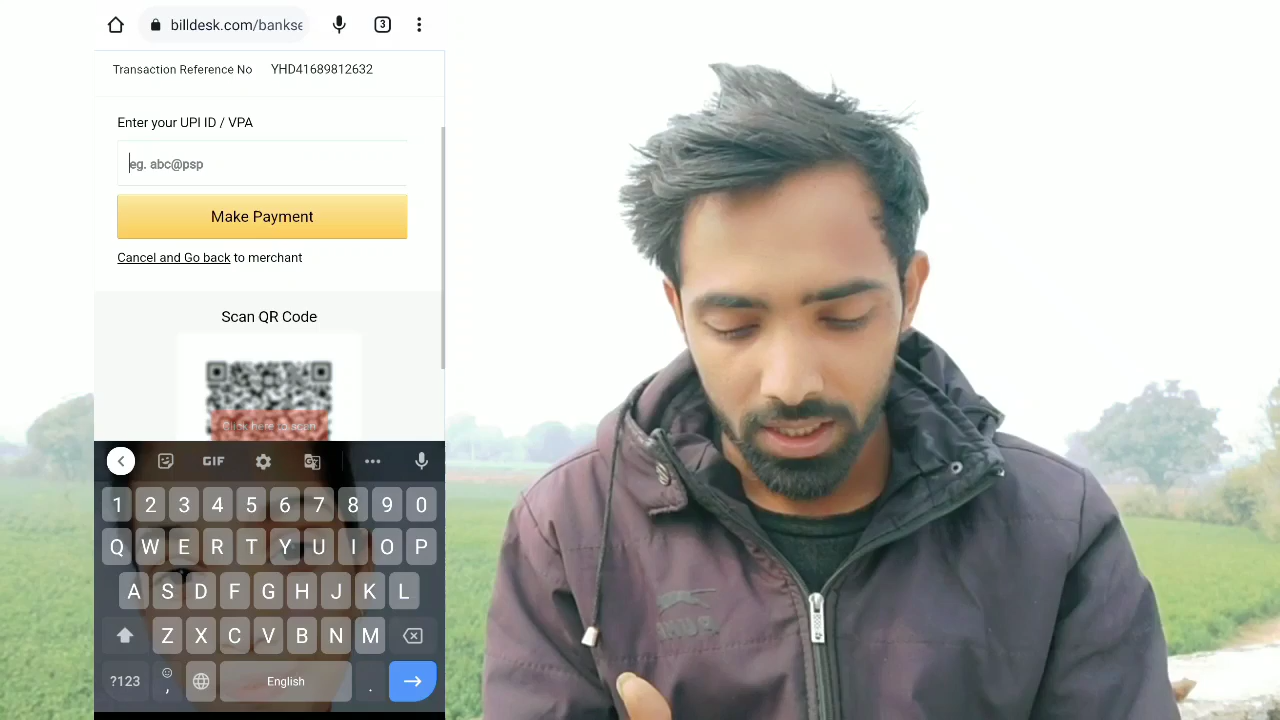 billdesk.com/bankse
3
Transaction Reference No YHD41689812632
Enter your UPI ID / VPA
eg. abc@psp
Make Payment
Cancel and Go back to merchant
Scan QR Code
Click here to scan
GIF
1 2 3 4 5 6 7 8 9 0
Q W E R T Y U I O P
A S D F G H J K L
Z X C V B N M
?123 , English .